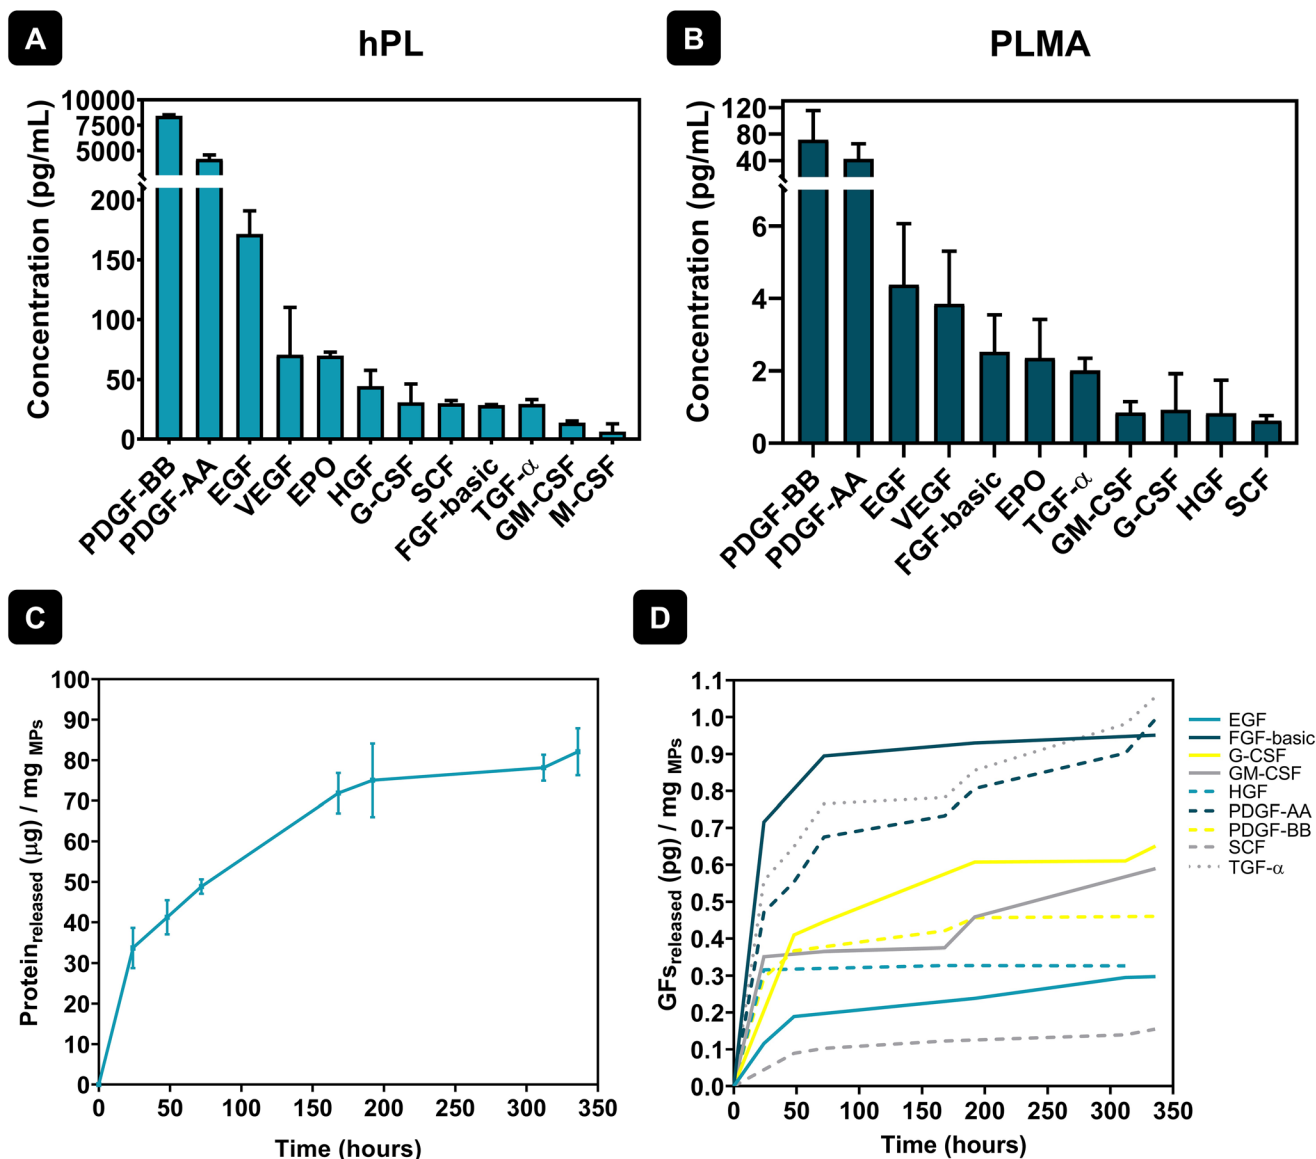 A
hPL
Concentration (pg/mL)
10000
7500
5000
200
150
100
50
0
PDGF-BB
PDGF-AA
EGF
VEGF
EPO
HGF
G-CSF
SCF
FGF-basic
TGF-α
GM-CSF
M-CSF
B
PLMA
Concentration (pg/mL)
120
80
40
6
4
2
0
PDGF-BB
PDGF-AA
EGF
VEGF
FGF-basic
EPO
TGF-α
GM-CSF
G-CSF
HGF
SCF
C
Protein released (µg) / mg MPs
100
90
80
70
60
50
40
30
20
10
0
0 50 100 150 200 250 300 350
Time (hours)
D
GFs released (pg) / mg MPs
1.1
1.0
0.9
0.8
0.7
0.6
0.5
0.4
0.3
0.2
0.1
0.0
0 50 100 150 200 250 300 350
Time (hours)
EGF
FGF-basic
G-CSF
GM-CSF
HGF
PDGF-AA
PDGF-BB
SCF
TGF-α